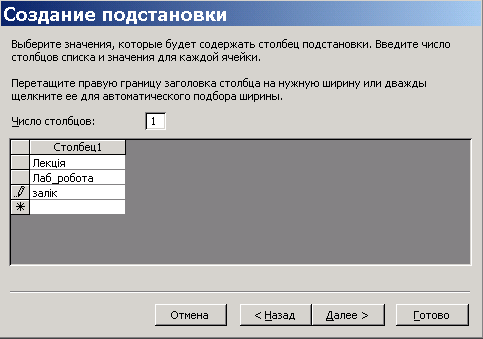 Создание подстановки
Выберите значения, которые будет содержать столбец подстановки. Введите число
столбцов списка и значения для каждой ячейки.
Перетащите правую границу заголовка столбца на нужную ширину или дважды
щелкните ее для автоматического подбора ширины.
Число столбцов: 1
Столбец1
Лекція
Лаб_робота
залік
Отмена < Назад Далее > Готово